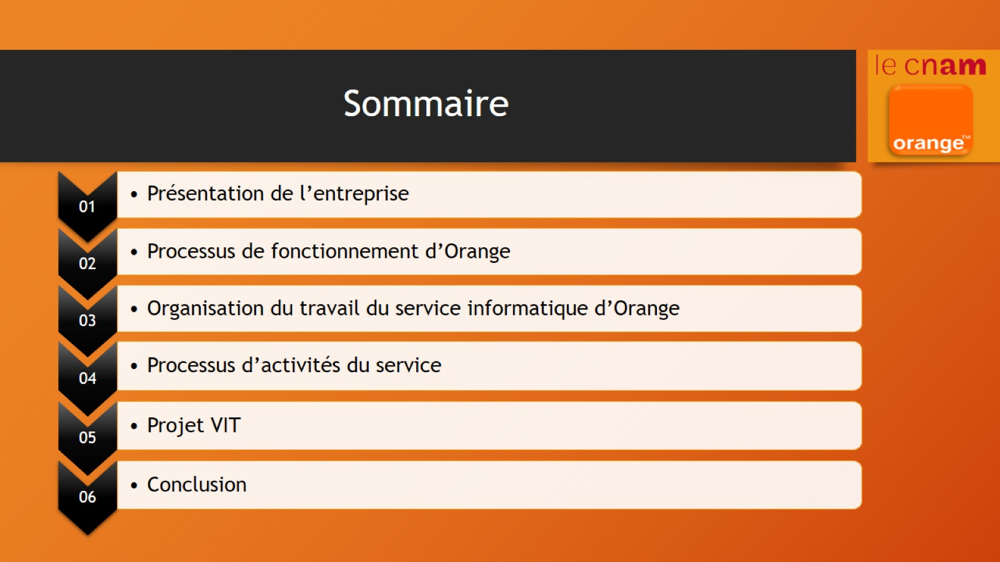 Sommaire
le cnam
orange™
01
• Présentation de l’entreprise
02
• Processus de fonctionnement d’Orange
03
• Organisation du travail du service informatique d’Orange
04
• Processus d’activités du service
05
• Projet VIT
06
• Conclusion